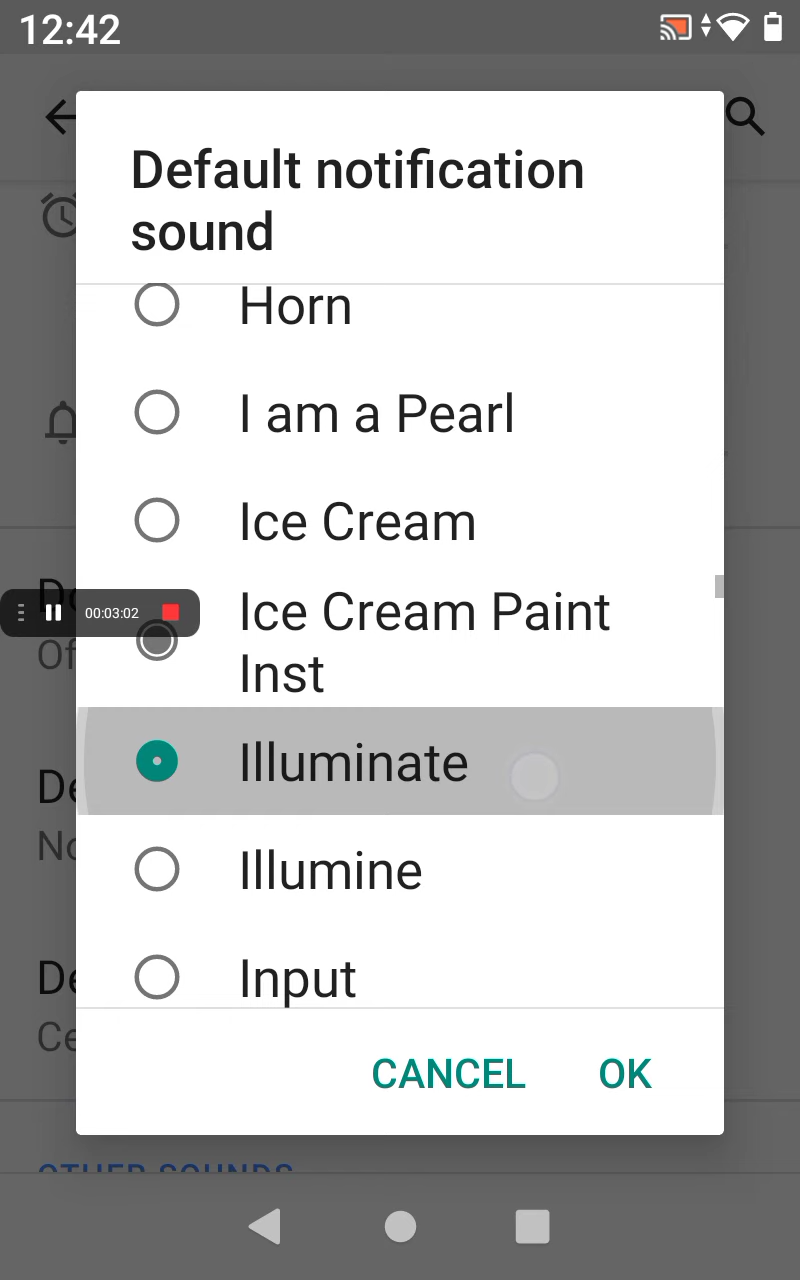 12:42
Default notification
sound
Horn
I am a Pearl
Ice Cream
00:03:02
Ice Cream Paint
Inst
Illuminate
Illumine
Input
CANCEL
OK